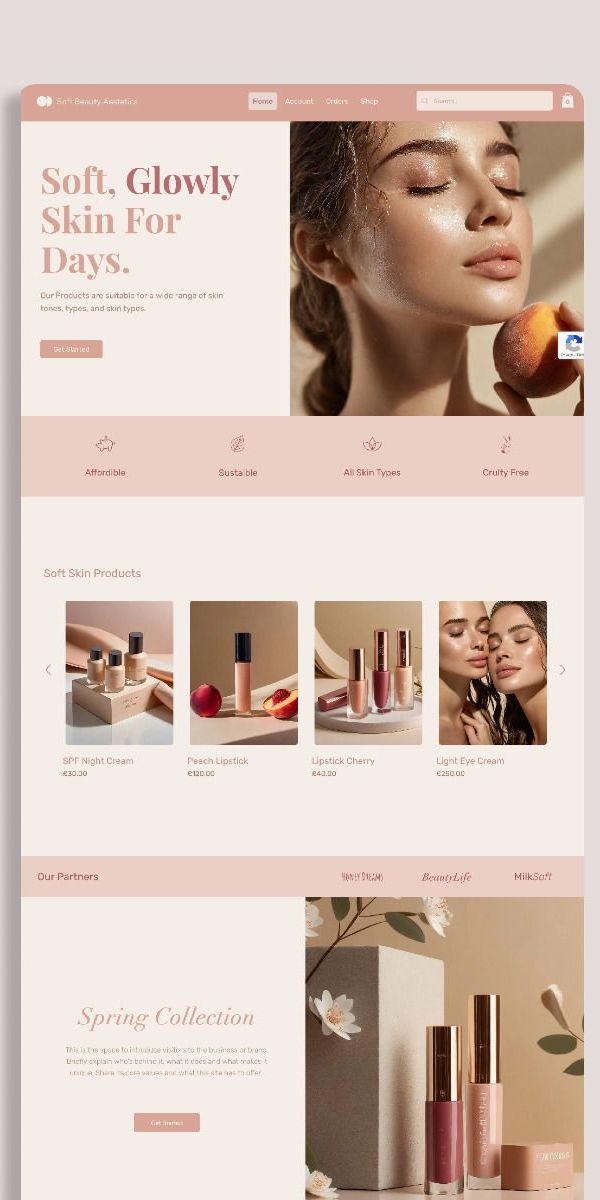 Soft Beauty Aestetics
Home Account Orders Shop
Search...
0
Soft, Glowly
Skin For
Days.
Our Products are suitable for a wide range of skin
tones, types, and skin types.
Get Started
Affordible
Sustaible
All Skin Types
Crulty Free
Soft Skin Products
SPF Night Cream
£30.00
Peach Lipstick
£120.00
Lipstick Cherry
£40.00
Light Eye Cream
£250.00
Our Partners
Honey Dreams
BeautyLife
MilkSoft
Spring Collection
This is the space to introduce visitors to the business or brand.
Briefly explain who's behind it, what it does and what makes it
unique. Share its core values and what this site has to offer.
Get Started